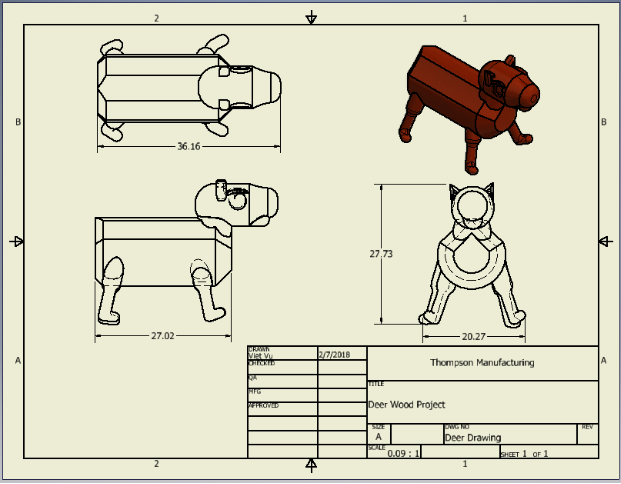 2 1
B B
36.16
27.73
27.02
20.27
A A
DRAWN
Viet Vu 2/7/2018
CHECKED
QA
MFG
APPROVED
Thompson Manufacturing
TITLE
Deer Wood Project
SIZE
A
DWG NO
Deer Drawing
REV
SCALE
0.09 : 1
SHEET 1 OF 1
2 1